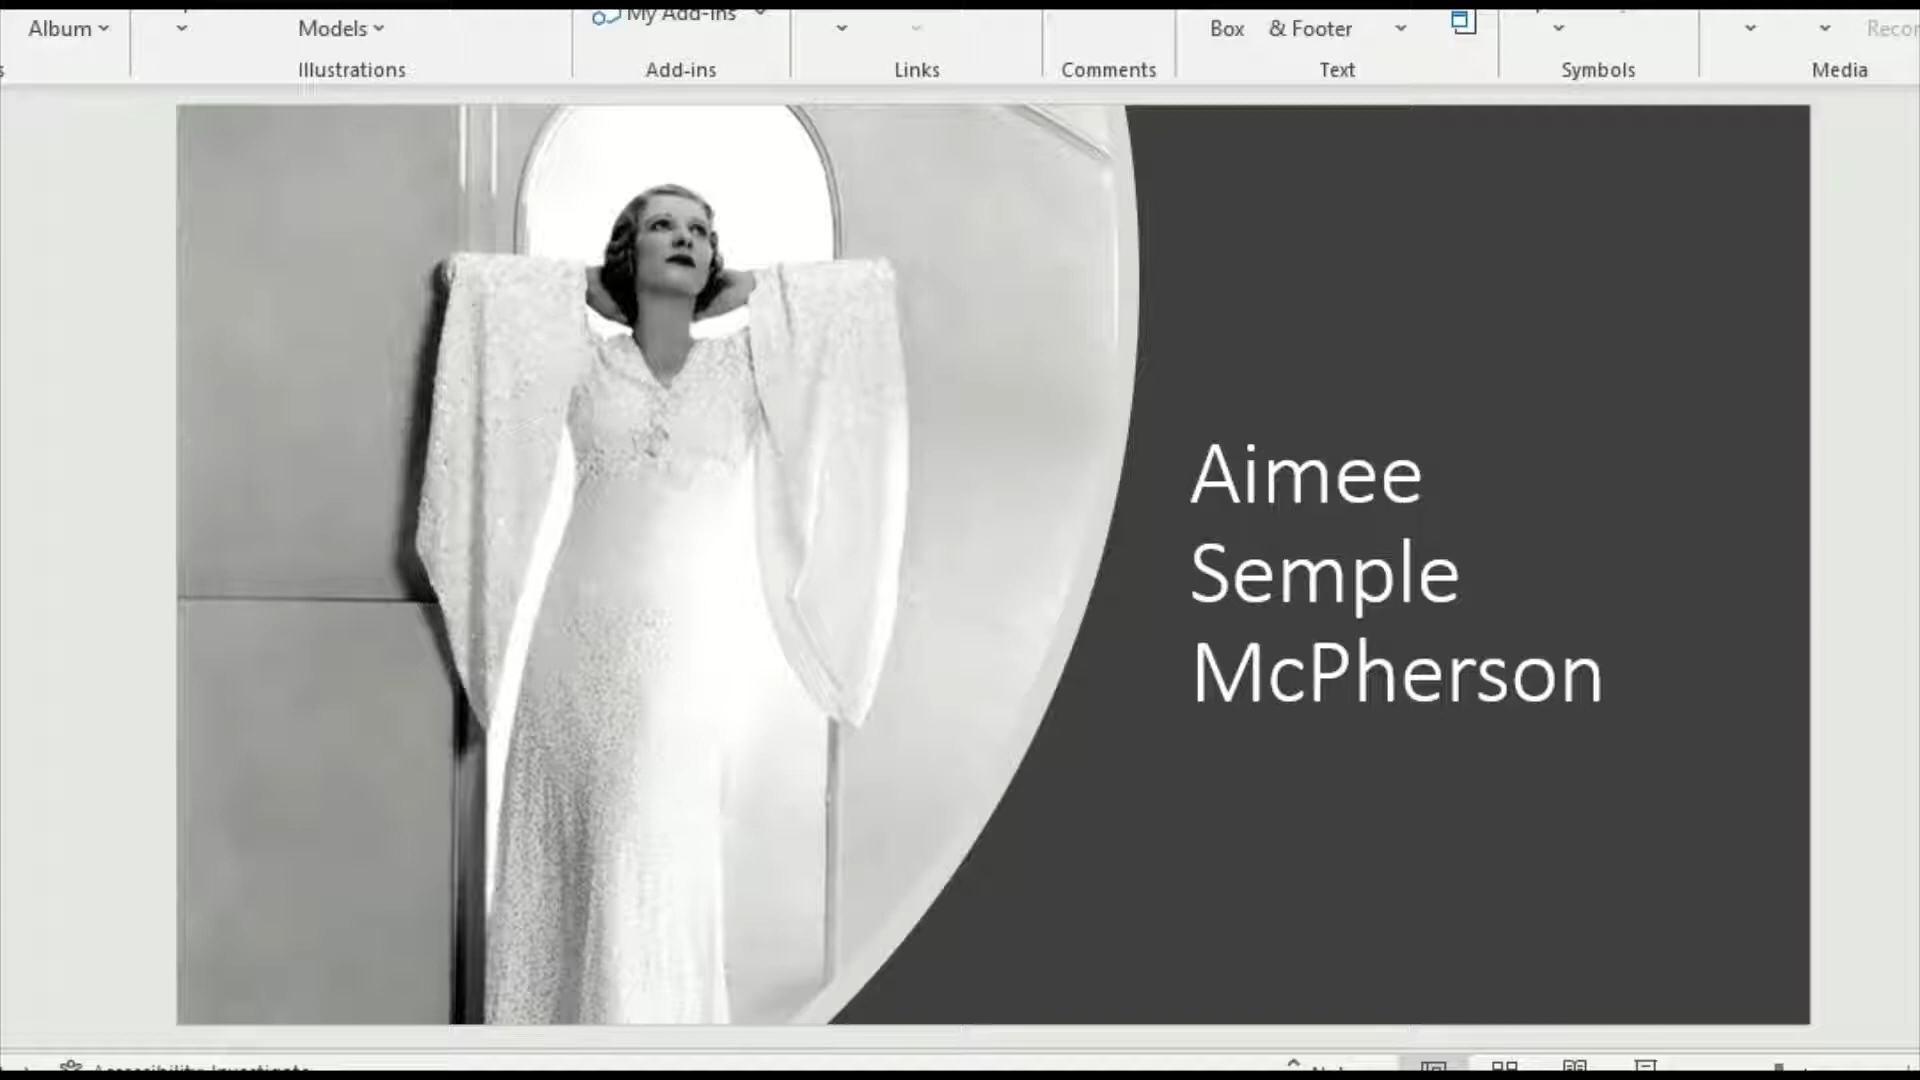 My Add-ins
Album
Models
Box
& Footer
Illustrations
Add-ins
Links
Comments
Text
Symbols
Media
Aimee
Semple
McPherson